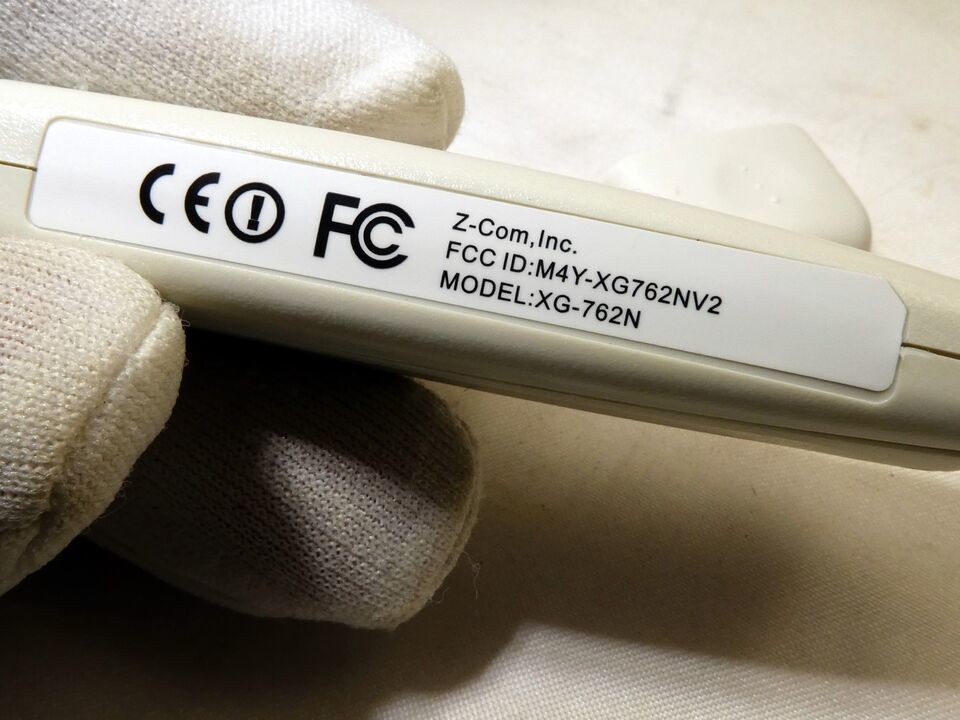 CE ! FC
Z-Com,Inc.
FCC ID:M4Y-XG762NV2
MODEL:XG-762N